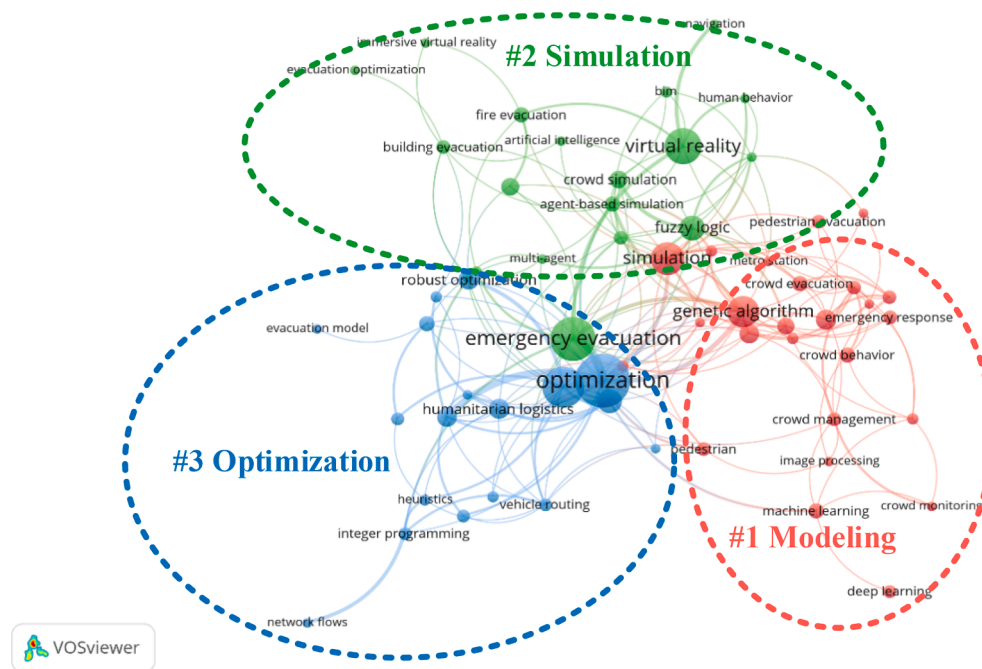 navigation
immersive virtual reality
#2 Simulation
evacuation optimization
bim
human behavior
fire evacuation
artificial intelligence
building evacuation
virtual reality
crowd simulation
agent-based simulation
pedestrian evacuation
fuzzy logic
multi-agent
simulation
metro station
robust optimization
crowd evacuation
genetic algorithm
emergency response
evacuation model
emergency evacuation
crowd behavior
optimization
humanitarian logistics
crowd management
pedestrian
#3 Optimization
image processing
heuristics
vehicle routing
machine learning
crowd monitoring
integer programming
#1 Modeling
deep learning
network flows
VOSviewer